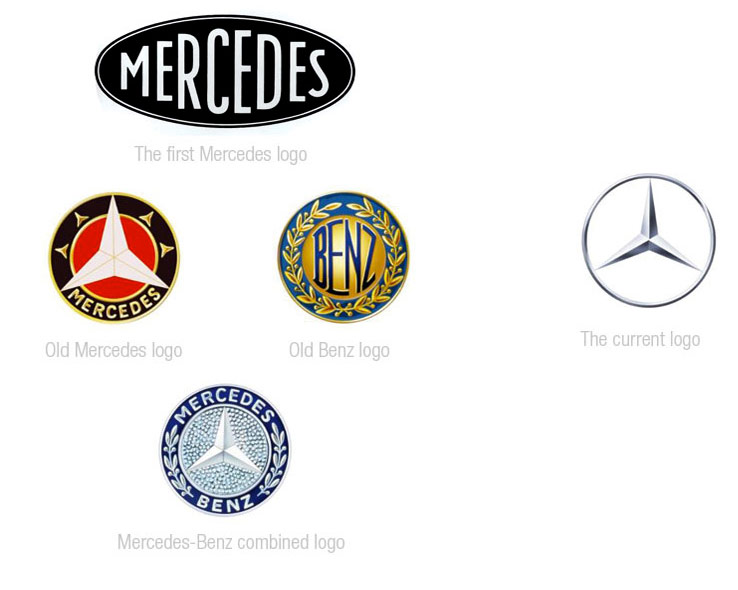 MERCEDES
The first Mercedes logo
MERCEDES
BENZ
Old Mercedes logo
Old Benz logo
The current logo
MERCEDES
BENZ
Mercedes-Benz combined logo